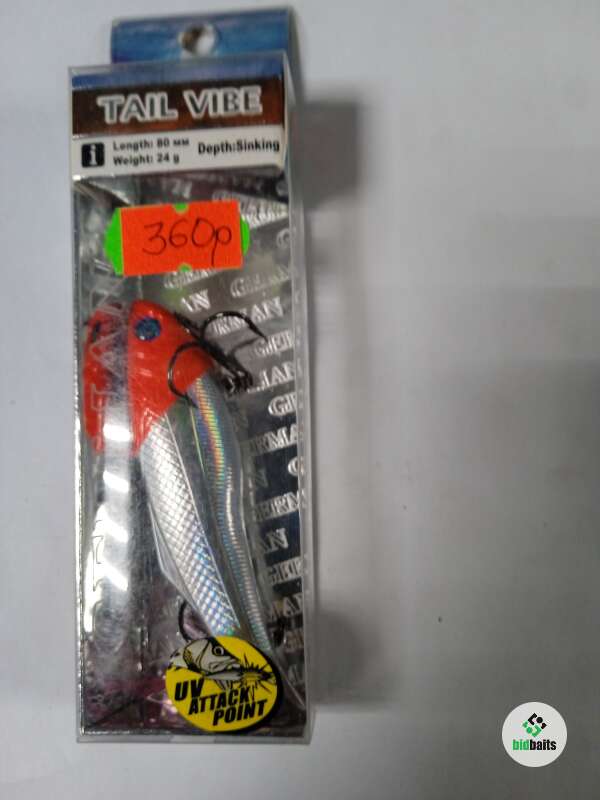 TAIL VIBE
i Length: 80 мм
Weight: 24 g
Depth:Sinking
360р
GERMAN
UV
ATTACK
POINT
bidbaits